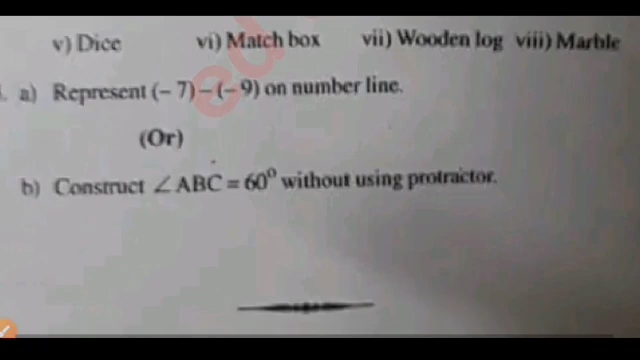 v) Dice vi) Match box vii) Wooden log viii) Marble
a) Represent (– 7) – (– 9) on number line.
(Or)
b) Construct ∠ABC = 60⁰ without using protractor.